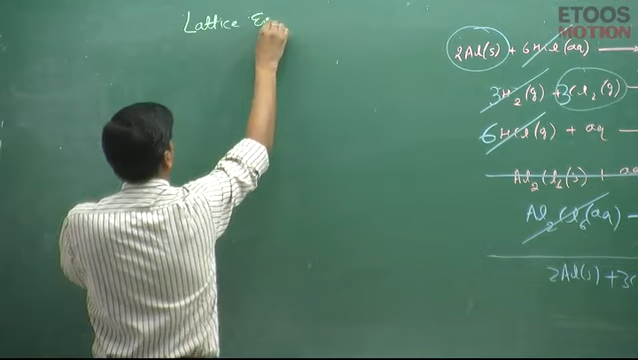 Lattice E
ETOOS
MOTION
2Al(s) + 6HCl(aq) ⟶
3H₂(g) + 3Cl₂(g) —
6HCl(g) + aq —
Al₂Cl₆(s) + aq
Al₂Cl₆(aq) —
2Al(s) + 3C